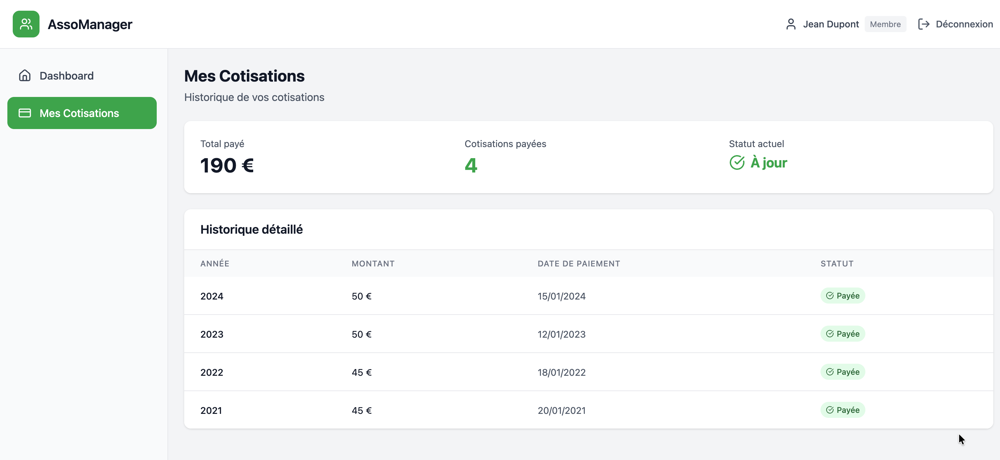 AssoManager
Jean Dupont Membre Déconnexion
Dashboard
Mes Cotisations
Mes Cotisations
Historique de vos cotisations
Total payé Cotisations payées Statut actuel
190 € 4 À jour
Historique détaillé
ANNÉE MONTANT DATE DE PAIEMENT STATUT
2024 50 € 15/01/2024 Payée
2023 50 € 12/01/2023 Payée
2022 45 € 18/01/2022 Payée
2021 45 € 20/01/2021 Payée